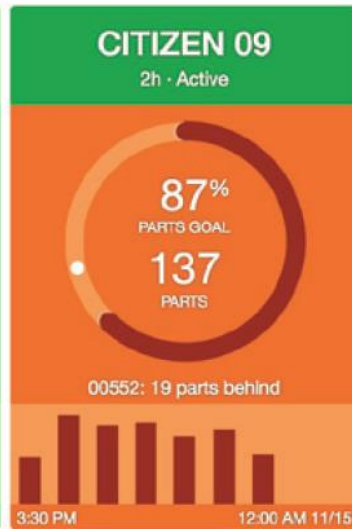 CITIZEN 09
2h · Active
87%
PARTS GOAL
137
PARTS
00552: 19 parts behind
3:30 PM 12:00 AM 11/15